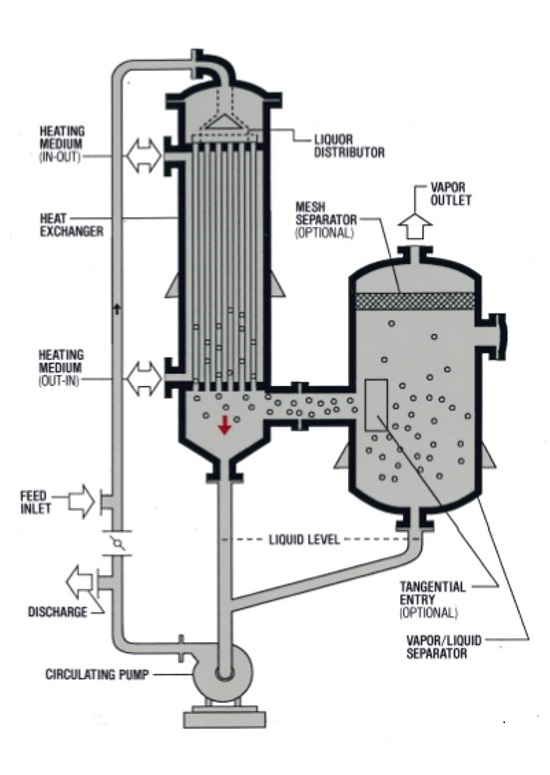 HEATING
MEDIUM
(IN-OUT)
LIQUOR
DISTRIBUTOR
VAPOR
OUTLET
MESH
SEPARATOR
(OPTIONAL)
HEAT
EXCHANGER
HEATING
MEDIUM
(OUT-IN)
FEED
INLET
LIQUID LEVEL
DISCHARGE
TANGENTIAL
ENTRY
(OPTIONAL)
VAPOR/LIQUID
SEPARATOR
CIRCULATING PUMP